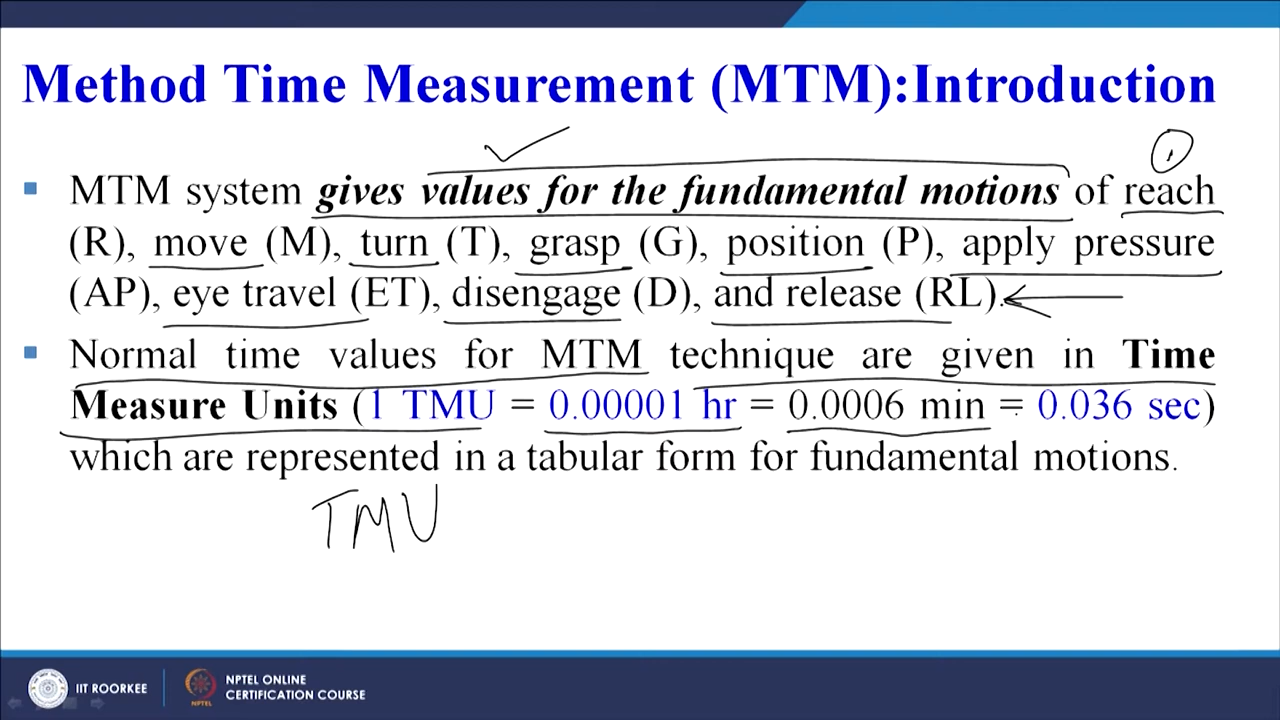 Method Time Measurement (MTM):Introduction
1
MTM system gives values for the fundamental motions of reach
(R), move (M), turn (T), grasp (G), position (P), apply pressure
(AP), eye travel (ET), disengage (D), and release (RL).
Normal time values for MTM technique are given in Time
Measure Units (1 TMU = 0.00001 hr = 0.0006 min = 0.036 sec)
which are represented in a tabular form for fundamental motions.
TMU
IIT ROORKEE
NPTEL
NPTEL ONLINE
CERTIFICATION COURSE